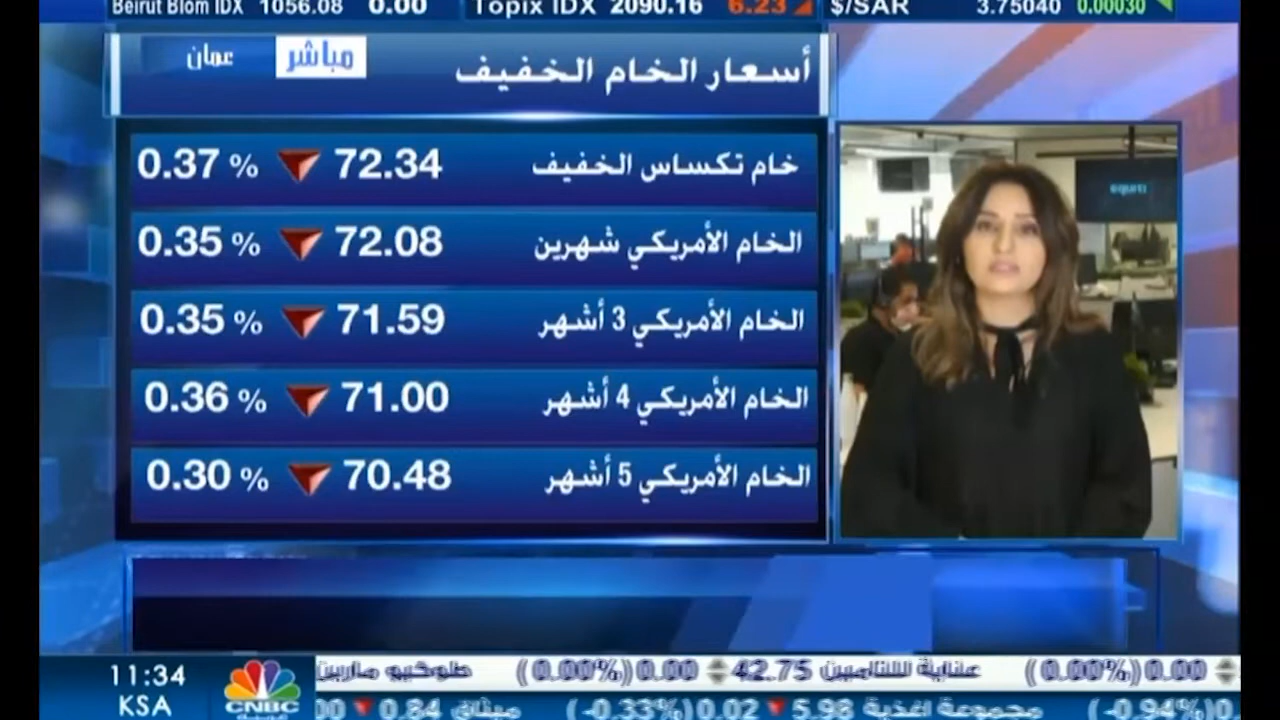 Beirut Blom IDX 1056.08 0.00 Topix IDX 2090.16 6.23 $/SAR 3.75040 0.00030
مباشر عمان
أسعار الخام الخفيف
خام تكساس الخفيف 72.34 0.37 %
الخام الأمريكي شهرين 72.08 0.35 %
الخام الأمريكي 3 أشهر 71.59 0.35 %
الخام الأمريكي 4 أشهر 71.00 0.36 %
الخام الأمريكي 5 أشهر 70.48 0.30 %
equiti
11:34
KSA
CNBC
عربية
0.00 (0.00%) عناية للتامين 42.75 0.00 (0.00%)
(-0.94%) مجموعة اغذية 5.98 0.02 (-0.33%) ميثاق 0.84